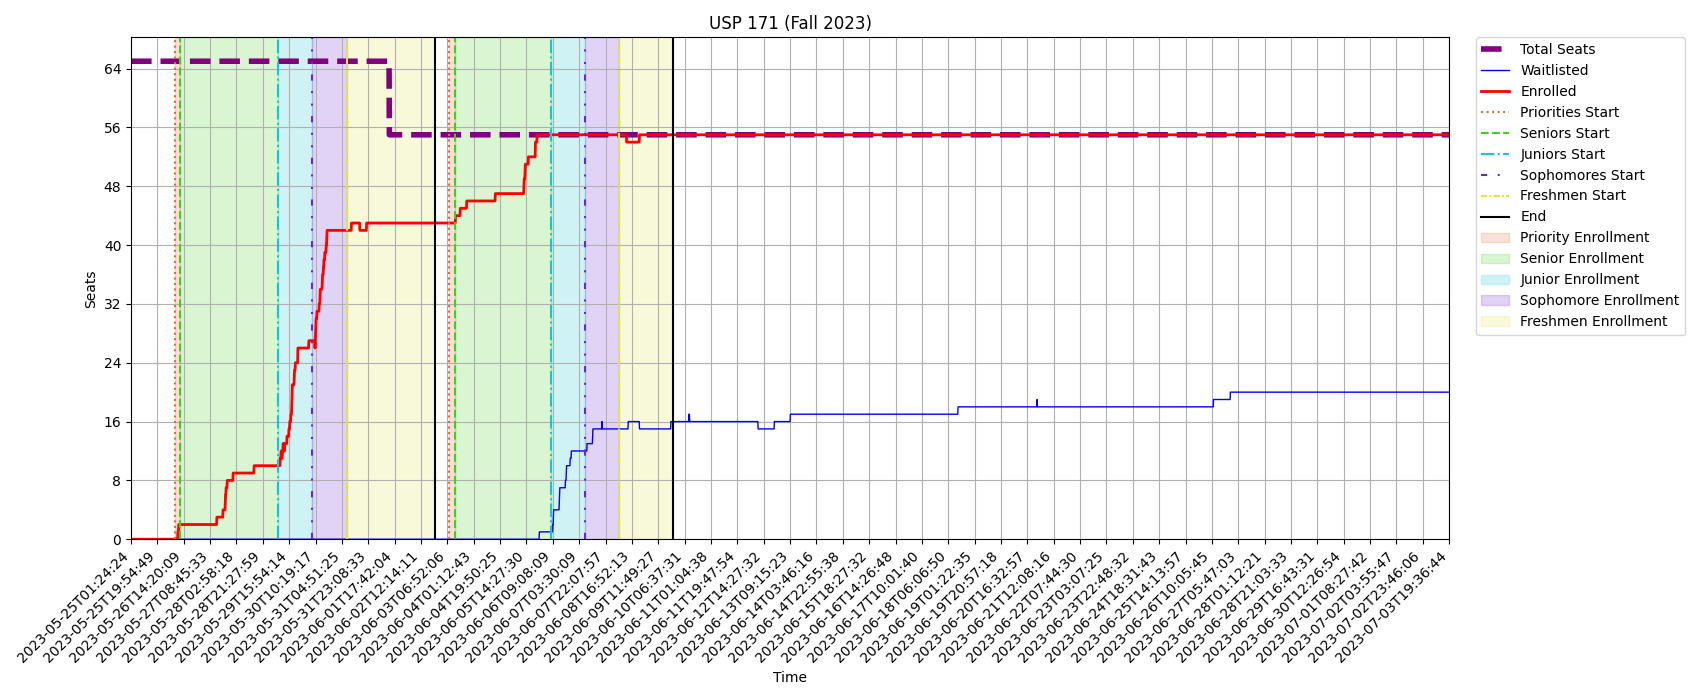 USP 171 (Fall 2023)
64
56
48
40
32
24
16
8
0
Seats
2023-05-25T01:24:24
2023-05-25T19:54:49
2023-05-26T14:20:09
2023-05-27T08:45:33
2023-05-28T02:58:18
2023-05-28T21:27:59
2023-05-29T15:54:14
2023-05-30T10:19:17
2023-05-31T04:51:25
2023-05-31T23:08:33
2023-06-01T17:42:04
2023-06-02T12:14:11
2023-06-03T06:52:06
2023-06-04T01:12:43
2023-06-04T19:50:25
2023-06-05T14:27:30
2023-06-06T09:08:09
2023-06-07T03:30:09
2023-06-07T22:07:57
2023-06-08T16:52:13
2023-06-09T11:49:27
2023-06-10T06:37:31
2023-06-11T01:04:38
2023-06-11T19:47:54
2023-06-12T14:27:32
2023-06-13T09:15:23
2023-06-14T03:46:16
2023-06-14T22:55:38
2023-06-15T18:27:32
2023-06-16T14:26:48
2023-06-17T10:01:40
2023-06-18T06:06:50
2023-06-19T01:22:35
2023-06-19T20:57:18
2023-06-20T16:32:57
2023-06-21T12:08:16
2023-06-22T07:44:30
2023-06-23T03:07:25
2023-06-23T22:48:32
2023-06-24T18:31:43
2023-06-25T14:13:57
2023-06-26T10:05:45
2023-06-27T05:47:03
2023-06-28T01:12:21
2023-06-28T21:03:33
2023-06-29T16:43:31
2023-06-30T12:26:54
2023-07-01T08:27:42
2023-07-02T03:55:47
2023-07-02T23:46:06
2023-07-03T19:36:44
Time
Total Seats
Waitlisted
Enrolled
Priorities Start
Seniors Start
Juniors Start
Sophomores Start
Freshmen Start
End
Priority Enrollment
Senior Enrollment
Junior Enrollment
Sophomore Enrollment
Freshmen Enrollment